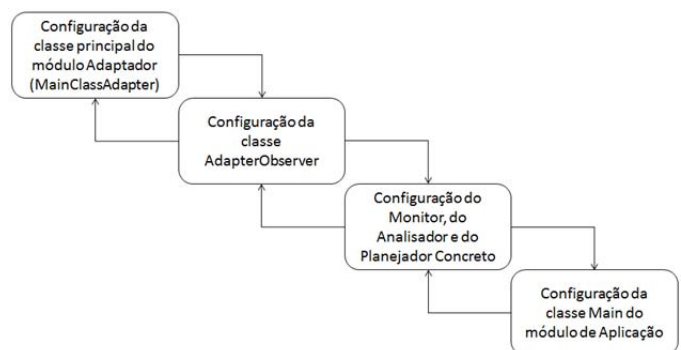 Configuração da
classe principal do
módulo Adaptador
(MainClassAdapter)
Configuração da
classe
AdapterObserver
Configuração do
Monitor, do
Analisador e do
Planejador Concreto
Configuração da
classe Main do
módulo de Aplicação